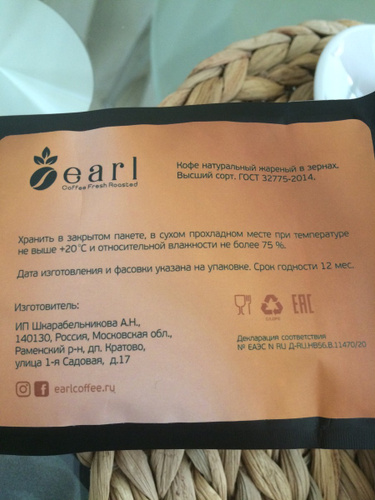 earl
Coffee Fresh Roasted
Кофе натуральный жареный в зернах.
Высший сорт. ГОСТ 32775-2014.
Хранить в закрытом пакете, в сухом прохладном месте при температуре
не выше +20°C и относительной влажности не более 75 %.
Дата изготовления и фасовки указана на упаковке. Срок годности 12 мес.
Изготовитель:
ИП Шкарабельникова А.Н.,
140130, Россия, Московская обл.,
Раменский р-н, дп. Кратово,
улица 1-я Садовая, д.17
earlcoffee.ru
EAC
Декларация соответствия
№ ЕАЭС N RU Д-RU.НВ56.В.11470/20